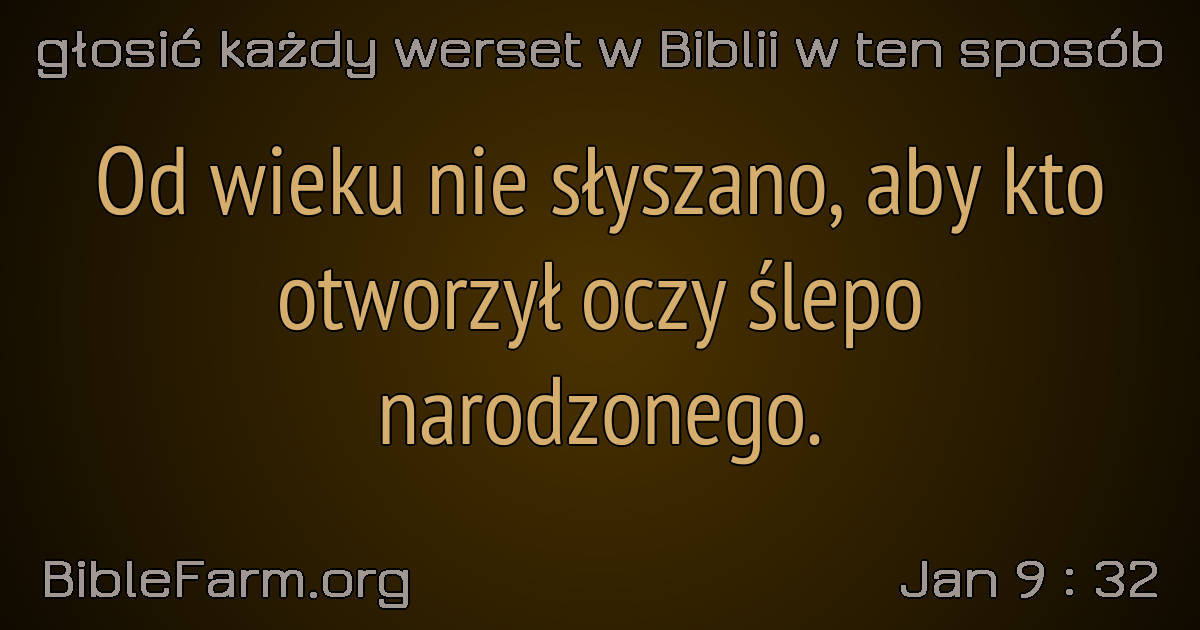 głosić każdy werset w Biblii w ten sposób
Od wieku nie słyszano, aby kto
otworzył oczy ślepo
narodzonego.
BibleFarm.org
Jan 9 : 32